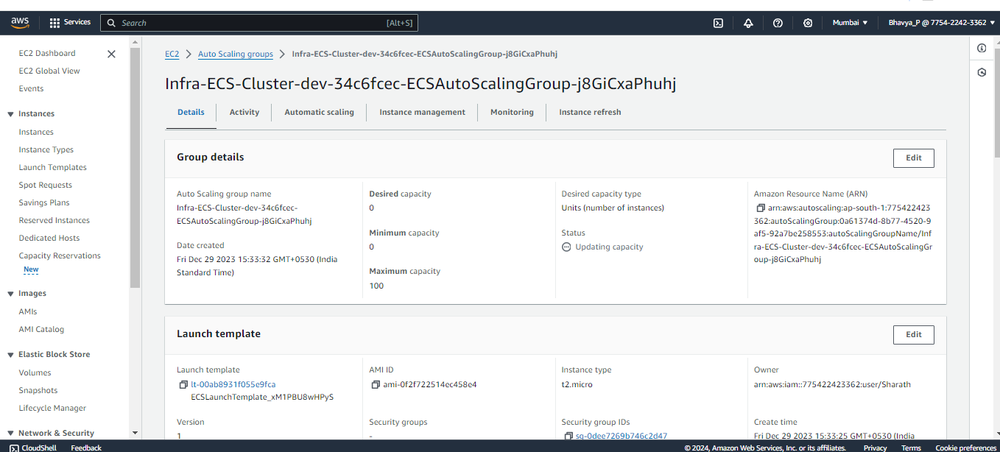 aws
Services
Search
[Alt+S]
Mumbai
Bhavya_P @ 7754-2242-3362
EC2 Dashboard
EC2 Global View
Events
Instances
Instances
Instance Types
Launch Templates
Spot Requests
Savings Plans
Reserved Instances
Dedicated Hosts
Capacity Reservations
New
Images
AMIs
AMI Catalog
Elastic Block Store
Volumes
Snapshots
Lifecycle Manager
Network & Security
EC2 > Auto Scaling groups > Infra-ECS-Cluster-dev-34c6fcec-ECSAutoScalingGroup-j8GiCxaPhuhj
Infra-ECS-Cluster-dev-34c6fcec-ECSAutoScalingGroup-j8GiCxaPhuhj
Details
Activity
Automatic scaling
Instance management
Monitoring
Instance refresh
Group details
Edit
Auto Scaling group name
Infra-ECS-Cluster-dev-34c6fcec-
ECSAutoScalingGroup-j8GiCxaPhuhj
Date created
Fri Dec 29 2023 15:33:32 GMT+0530 (India
Standard Time)
Desired capacity
0
Minimum capacity
0
Maximum capacity
100
Desired capacity type
Units (number of instances)
Status
Updating capacity
Amazon Resource Name (ARN)
arn:aws:autoscaling:ap-south-1:775422423
362:autoScalingGroup:0a61374d-8b77-4520-9
af5-92a7be258553:autoScalingGroupName/Inf
ra-ECS-Cluster-dev-34c6fcec-ECSAutoScalingGr
oup-j8GiCxaPhuhj
Launch template
Edit
Launch template
lt-00ab8931f055e9fca
ECSLaunchTemplate_xM1PBU8wHPyS
Version
1
AMI ID
ami-0f2f722514ec458e4
Security groups
-
Instance type
t2.micro
Security group IDs
sg-0dee7269b746c2d47
Owner
arn:aws:iam::775422423362:user/Sharath
Create time
Fri Dec 29 2023 15:33:25 GMT+0530 (India
CloudShell
Feedback
© 2024, Amazon Web Services, Inc. or its affiliates.
Privacy
Terms
Cookie preferences